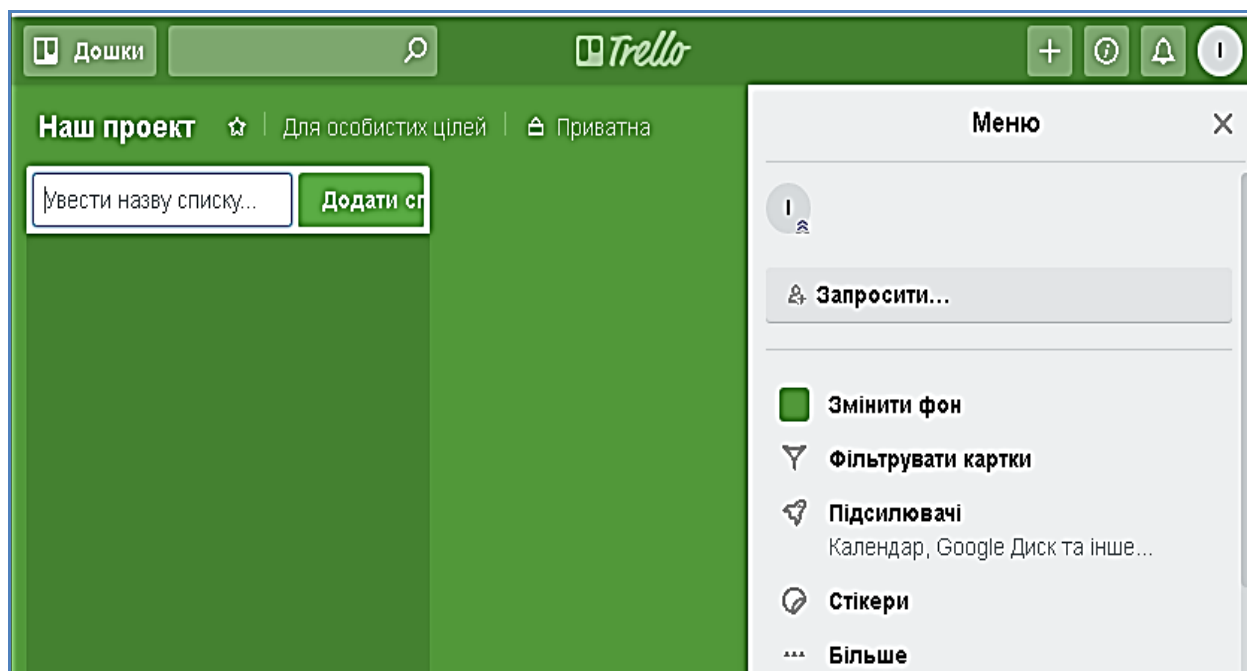 Дошки
Trello
I
Наш проект
Для особистих цілей
Приватна
Увести назву списку...
Додати сп
Меню
I
Запросити...
Змінити фон
Фільтрувати картки
Підсилювачі
Календар, Google Диск та інше...
Стікери
Більше